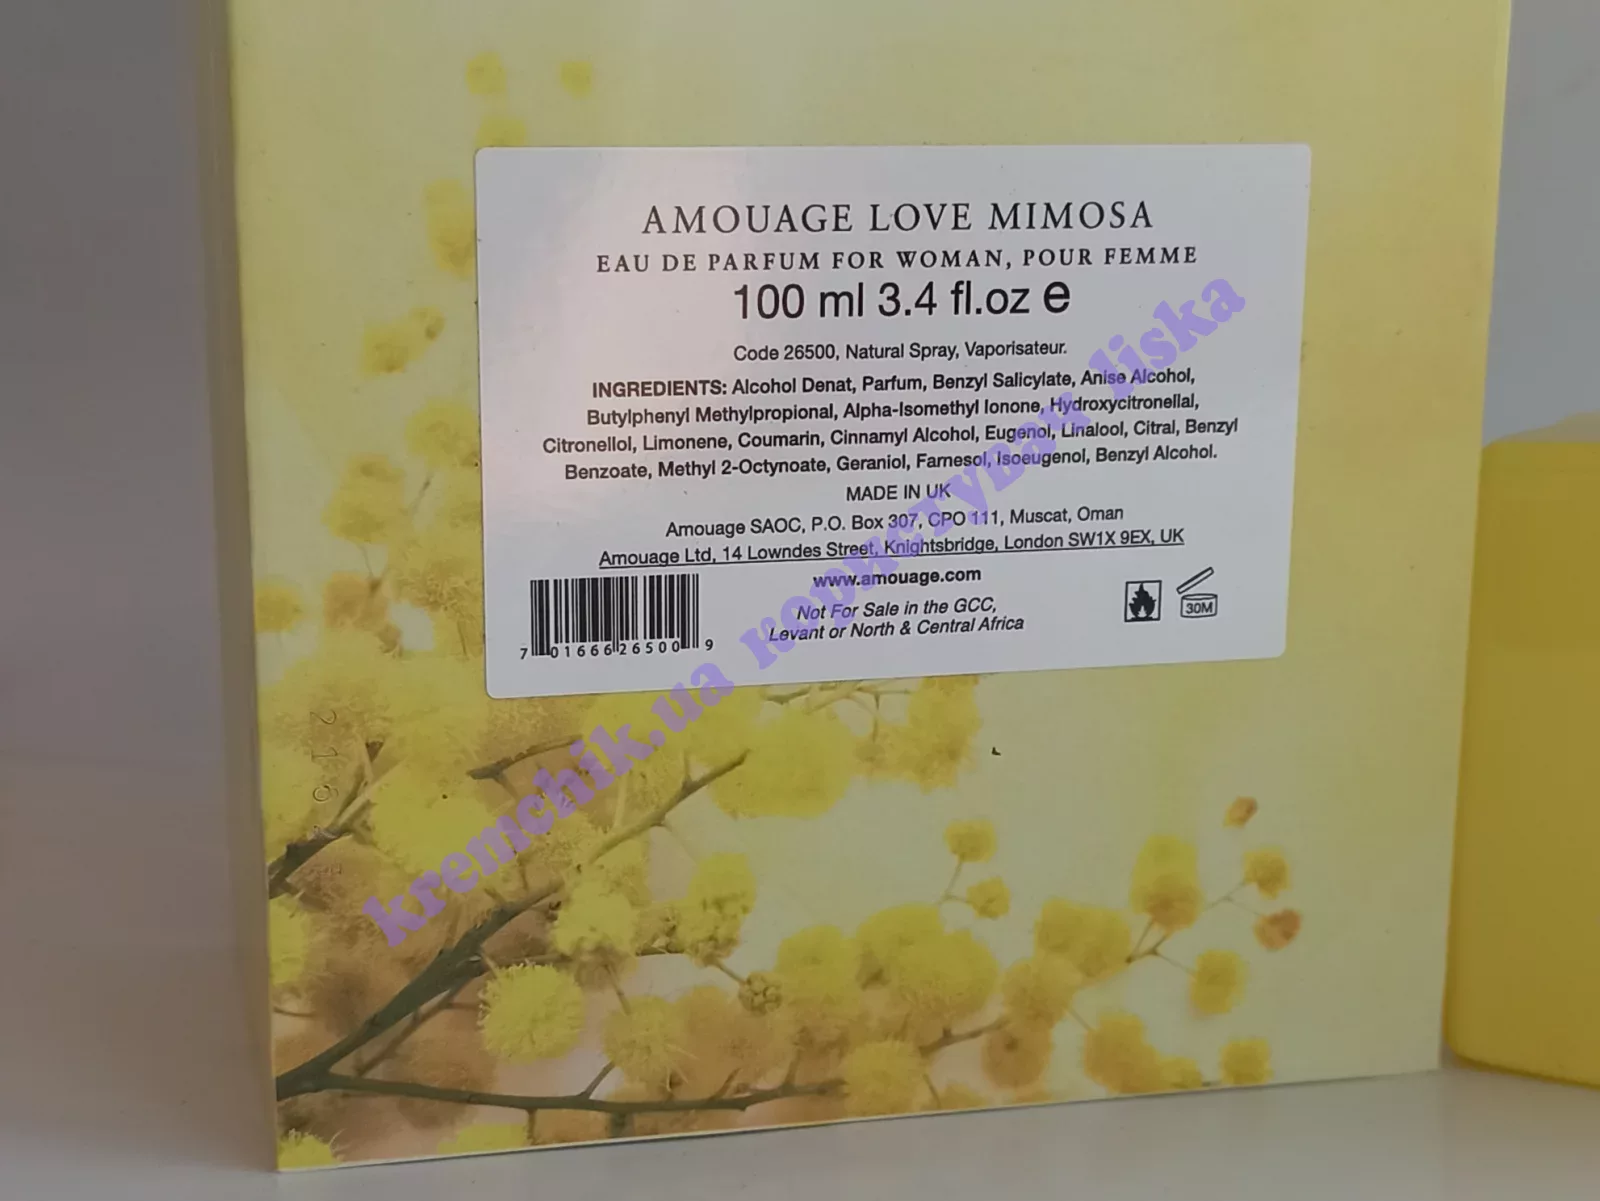 AMOUAGE LOVE MIMOSA
EAU DE PARFUM FOR WOMAN, POUR FEMME
100 ml 3.4 fl.oz e
Code 26500, Natural Spray, Vaporisateur.
INGREDIENTS: Alcohol Denat, Parfum, Benzyl Salicylate, Anise Alcohol,
Butylphenyl Methylpropional, Alpha-Isomethyl Ionone, Hydroxycitronellal,
Citronellol, Limonene, Coumarin, Cinnamyl Alcohol, Eugenol, Linalool, Citral, Benzyl
Benzoate, Methyl 2-Octynoate, Geraniol, Farnesol, Isoeugenol, Benzyl Alcohol.
MADE IN UK
Amouage SAOC, P.O. Box 307, CPO 111, Muscat, Oman
Amouage Ltd, 14 Lowndes Street, Knightsbridge, London SW1X 9EX, UK
www.amouage.com
Not For Sale in the GCC,
Levant or North & Central Africa
30M
7 01666 26500 9
216
kremchik.ua користувач liska